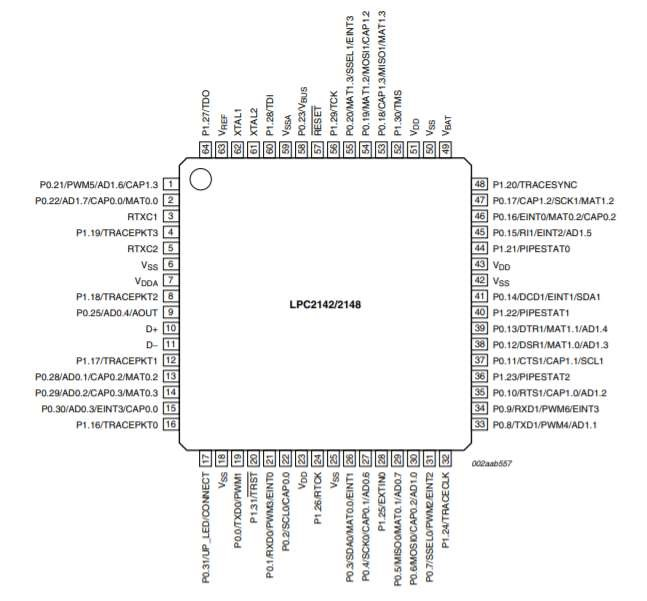 64 P1.27/TDO
63 VREF
62 XTAL1
61 XTAL2
60 P1.28/TDI
59 VSSA
58 P0.23/VBUS
57 RESET
56 P1.29/TCK
55 P0.20/MAT1.3/SSEL1/EINT3
54 P0.19/MAT1.2/MOSI1/CAP1.2
53 P0.18/CAP1.3/MISO1/MAT1.3
52 P1.30/TMS
51 VDD
50 VSS
49 VBAT
P0.21/PWM5/AD1.6/CAP1.3 1
P0.22/AD1.7/CAP0.0/MAT0.0 2
RTXC1 3
P1.19/TRACEPKT3 4
RTXC2 5
VSS 6
VDDA 7
P1.18/TRACEPKT2 8
P0.25/AD0.4/AOUT 9
D+ 10
D− 11
P1.17/TRACEPKT1 12
P0.28/AD0.1/CAP0.2/MAT0.2 13
P0.29/AD0.2/CAP0.3/MAT0.3 14
P0.30/AD0.3/EINT3/CAP0.0 15
P1.16/TRACEPKT0 16
LPC2142/2148
48 P1.20/TRACESYNC
47 P0.17/CAP1.2/SCK1/MAT1.2
46 P0.16/EINT0/MAT0.2/CAP0.2
45 P0.15/RI1/EINT2/AD1.5
44 P1.21/PIPESTAT0
43 VDD
42 VSS
41 P0.14/DCD1/EINT1/SDA1
40 P1.22/PIPESTAT1
39 P0.13/DTR1/MAT1.1/AD1.4
38 P0.12/DSR1/MAT1.0/AD1.3
37 P0.11/CTS1/CAP1.1/SCL1
36 P1.23/PIPESTAT2
35 P0.10/RTS1/CAP1.0/AD1.2
34 P0.9/RXD1/PWM6/EINT3
33 P0.8/TXD1/PWM4/AD1.1
P0.31/UP_LED/CONNECT 17
VSS 18
P0.0/TXD0/PWM1 19
P1.31/TRST 20
P0.1/RXD0/PWM3/EINT0 21
P0.2/SCL0/CAP0.0 22
VDD 23
P1.26/RTCK 24
VSS 25
P0.3/SDA0/MAT0.0/EINT1 26
P0.4/SCK0/CAP0.1/AD0.6 27
P1.25/EXTIN0 28
P0.5/MISO0/MAT0.1/AD0.7 29
P0.6/MOSI0/CAP0.2/AD1.0 30
P0.7/SSEL0/PWM2/EINT2 31
P1.24/TRACECLK 32
002aab557